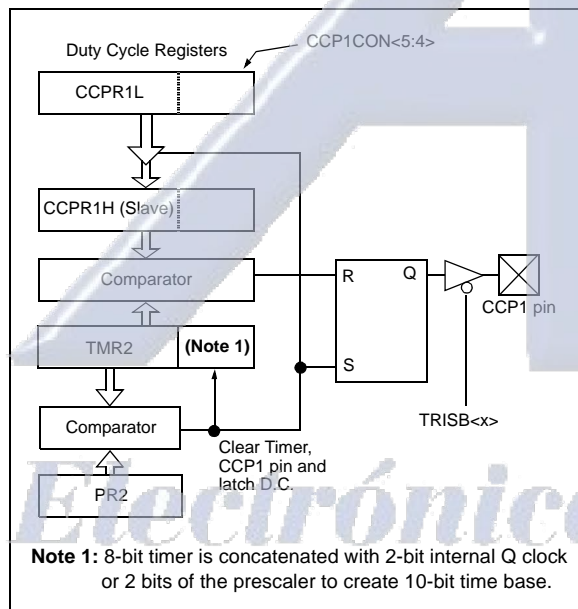 Duty Cycle Registers
CCP1CON<5:4>
CCPR1L
CCPR1H (Slave)
Comparator
R
Q
CCP1 pin
TMR2
(Note 1)
S
TRISB<x>
Comparator
Clear Timer,
CCP1 pin and
latch D.C.
PR2
Electrónico
Note 1: 8-bit timer is concatenated with 2-bit internal Q clock
or 2 bits of the prescaler to create 10-bit time base.